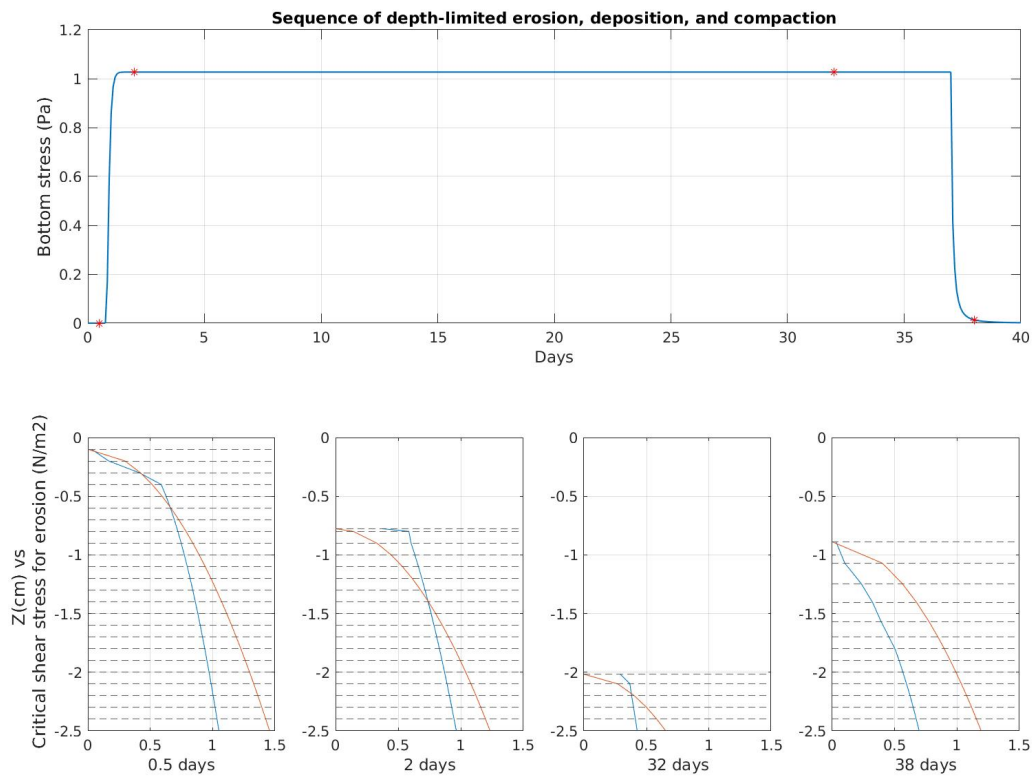 Sequence of depth-limited erosion, deposition, and compaction
Bottom stress (Pa)
1.2
1
0.8
0.6
0.4
0.2
0
0 5 10 15 20 25 30 35 40
Days
Z(cm) vs
Critical shear stress for erosion (N/m2)
0
-0.5
-1
-1.5
-2
-2.5
0 0.5 1 1.5
0.5 days
0
-0.5
-1
-1.5
-2
-2.5
0 0.5 1 1.5
2 days
0
-0.5
-1
-1.5
-2
-2.5
0 0.5 1 1.5
32 days
0
-0.5
-1
-1.5
-2
-2.5
0 0.5 1 1.5
38 days